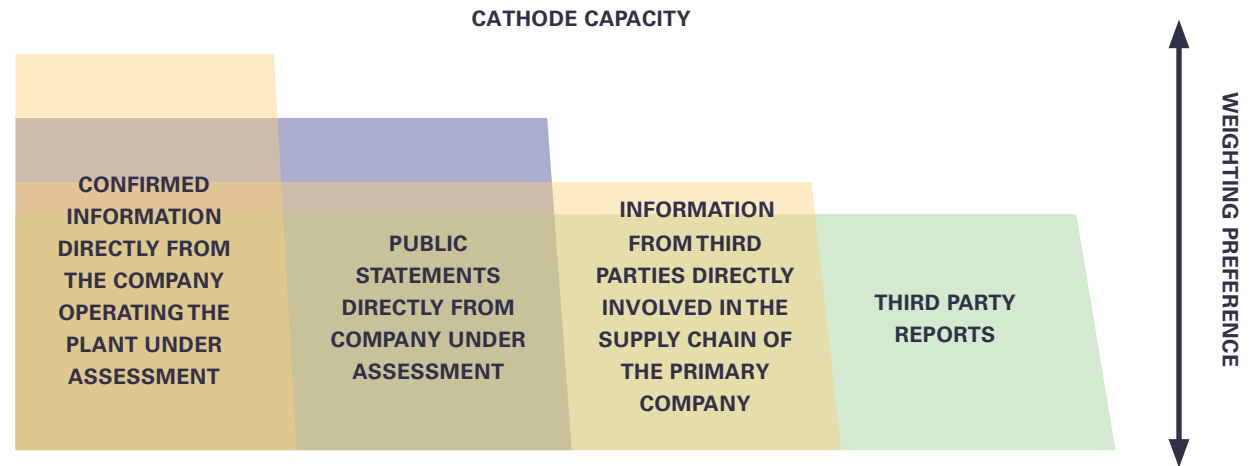 CATHODE CAPACITY
CONFIRMED
INFORMATION
DIRECTLY FROM
THE COMPANY
OPERATING THE
PLANT UNDER
ASSESSMENT
PUBLIC
STATEMENTS
DIRECTLY FROM
COMPANY UNDER
ASSESSMENT
INFORMATION
FROM THIRD
PARTIES DIRECTLY
INVOLVED IN THE
SUPPLY CHAIN OF
THE PRIMARY
COMPANY
THIRD PARTY
REPORTS
WEIGHTING PREFERENCE